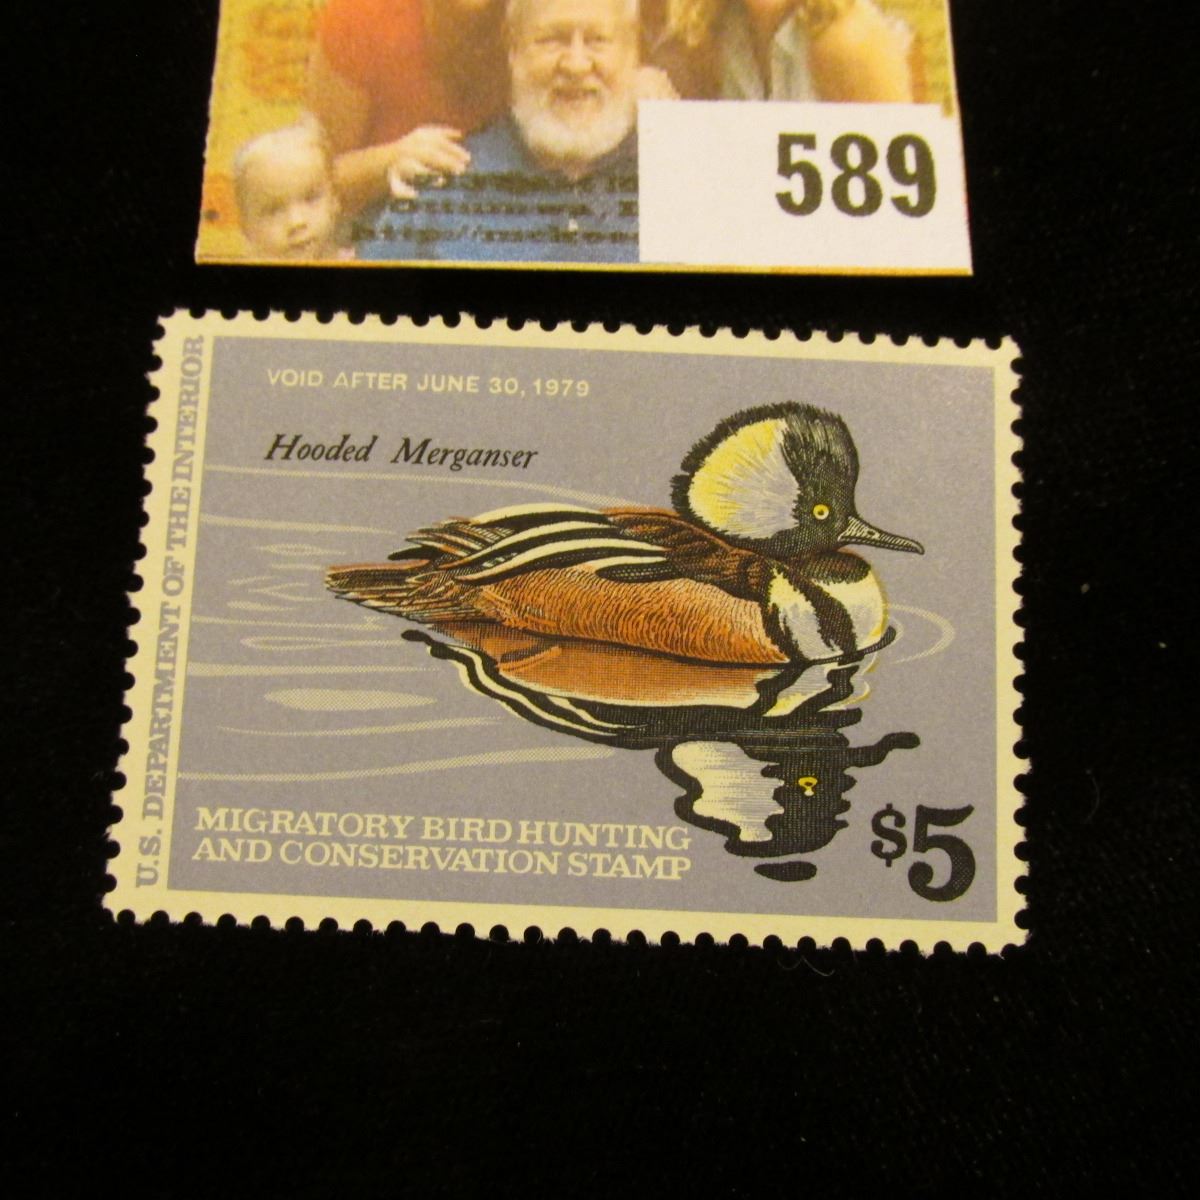 589
VOID AFTER JUNE 30, 1979
Hooded Merganser
U.S. DEPARTMENT OF THE INTERIOR
MIGRATORY BIRD HUNTING
AND CONSERVATION STAMP
$5